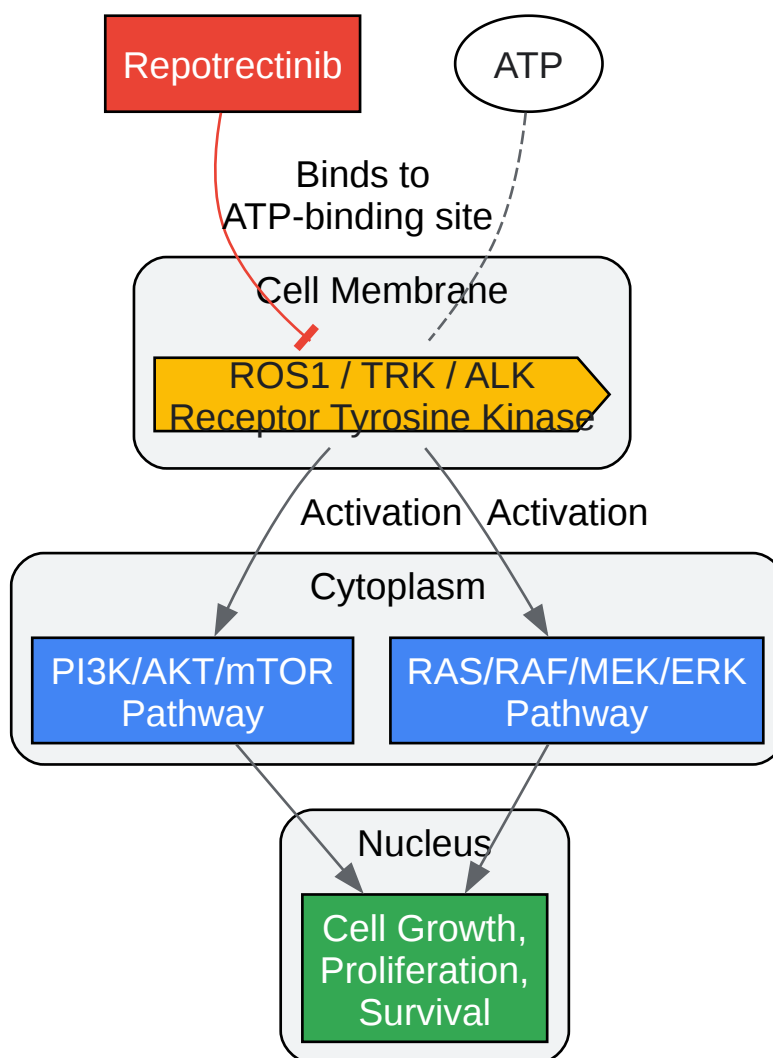 Repotrectinib
ATP
Binds to
ATP-binding site
Cell Membrane
ROS1 / TRK / ALK
Receptor Tyrosine Kinase
Activation
Activation
Cytoplasm
PI3K/AKT/mTOR
Pathway
RAS/RAF/MEK/ERK
Pathway
Nucleus
Cell Growth,
Proliferation,
Survival